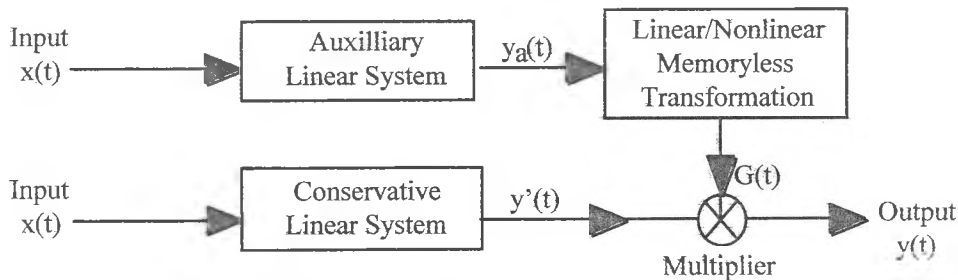 Input
x(t)
Auxilliary
Linear System
ya(t)
Linear/Nonlinear
Memoryless
Transformation
G(t)
Input
x(t)
Conservative
Linear System
y'(t)
Multiplier
Output
y(t)